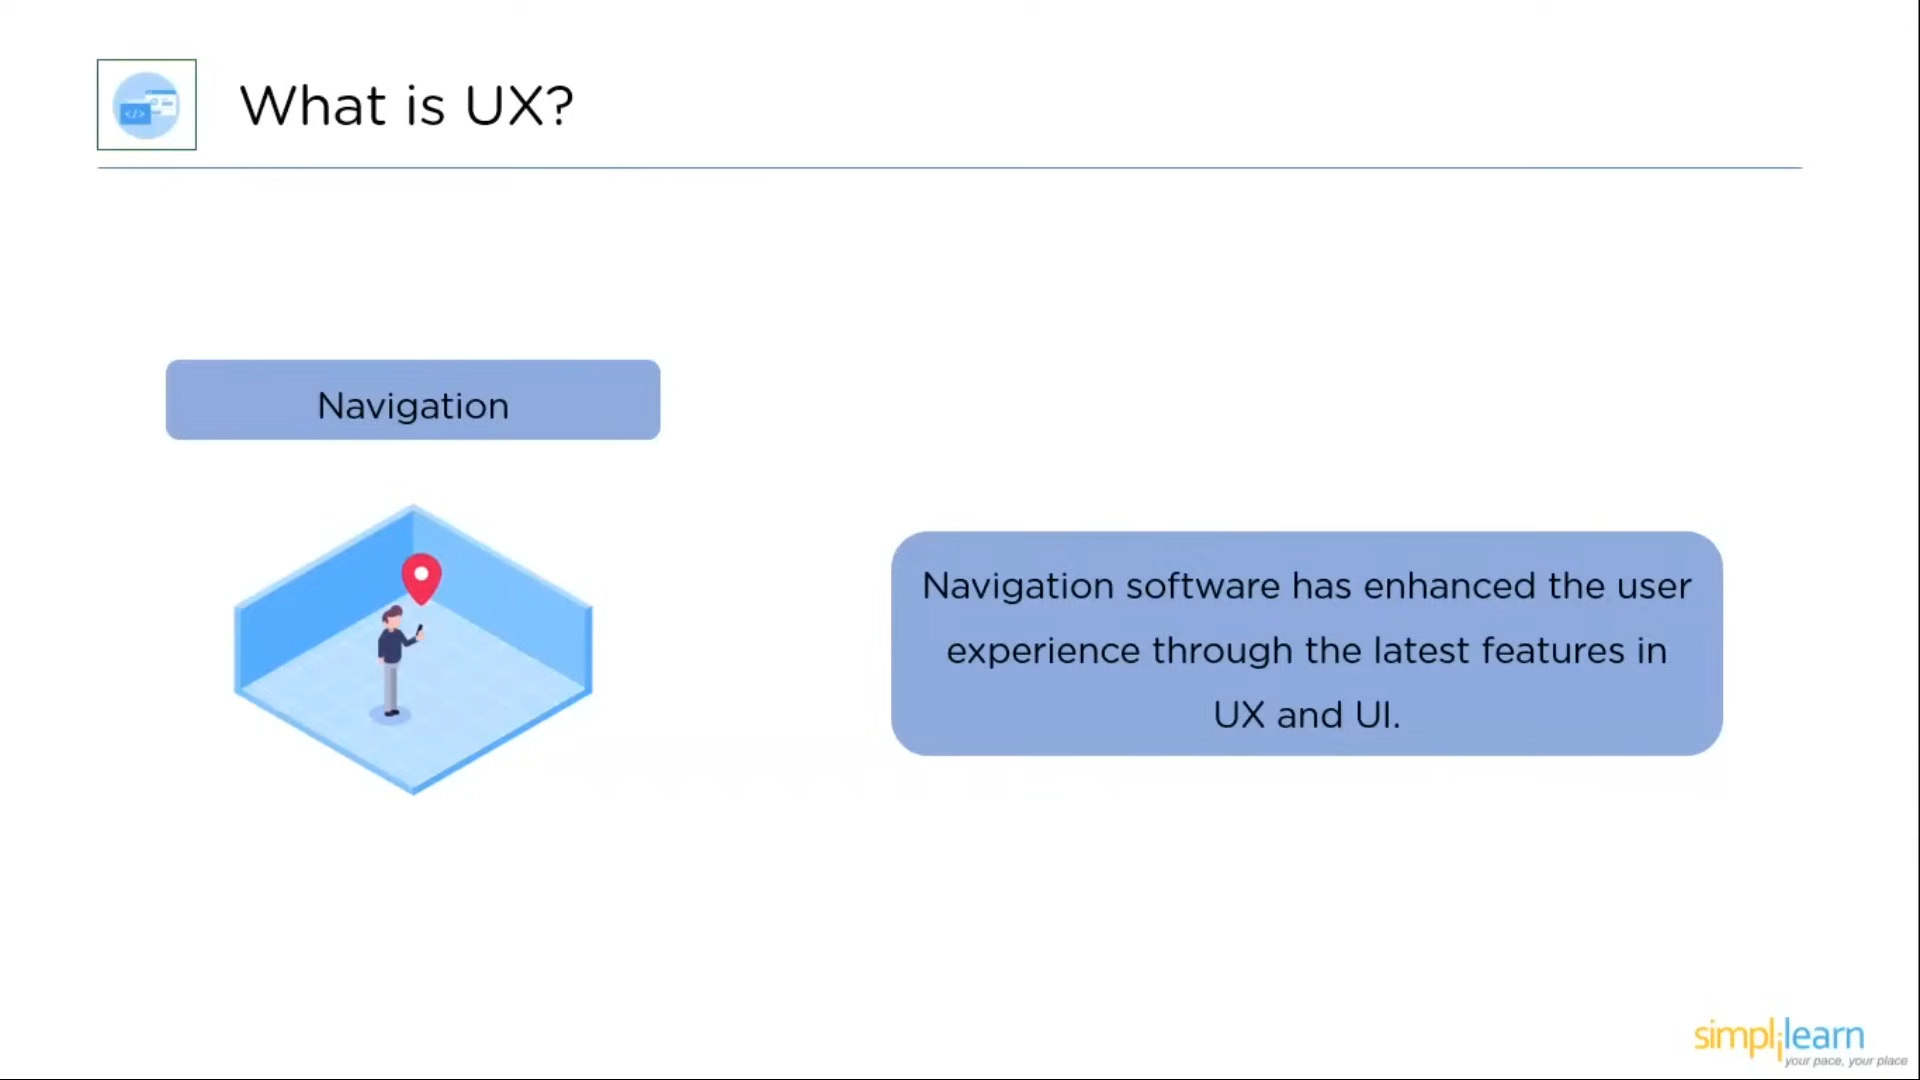 </>
What is UX?
Navigation
Navigation software has enhanced the user
experience through the latest features in
UX and UI.
simplilearn
your pace, your place